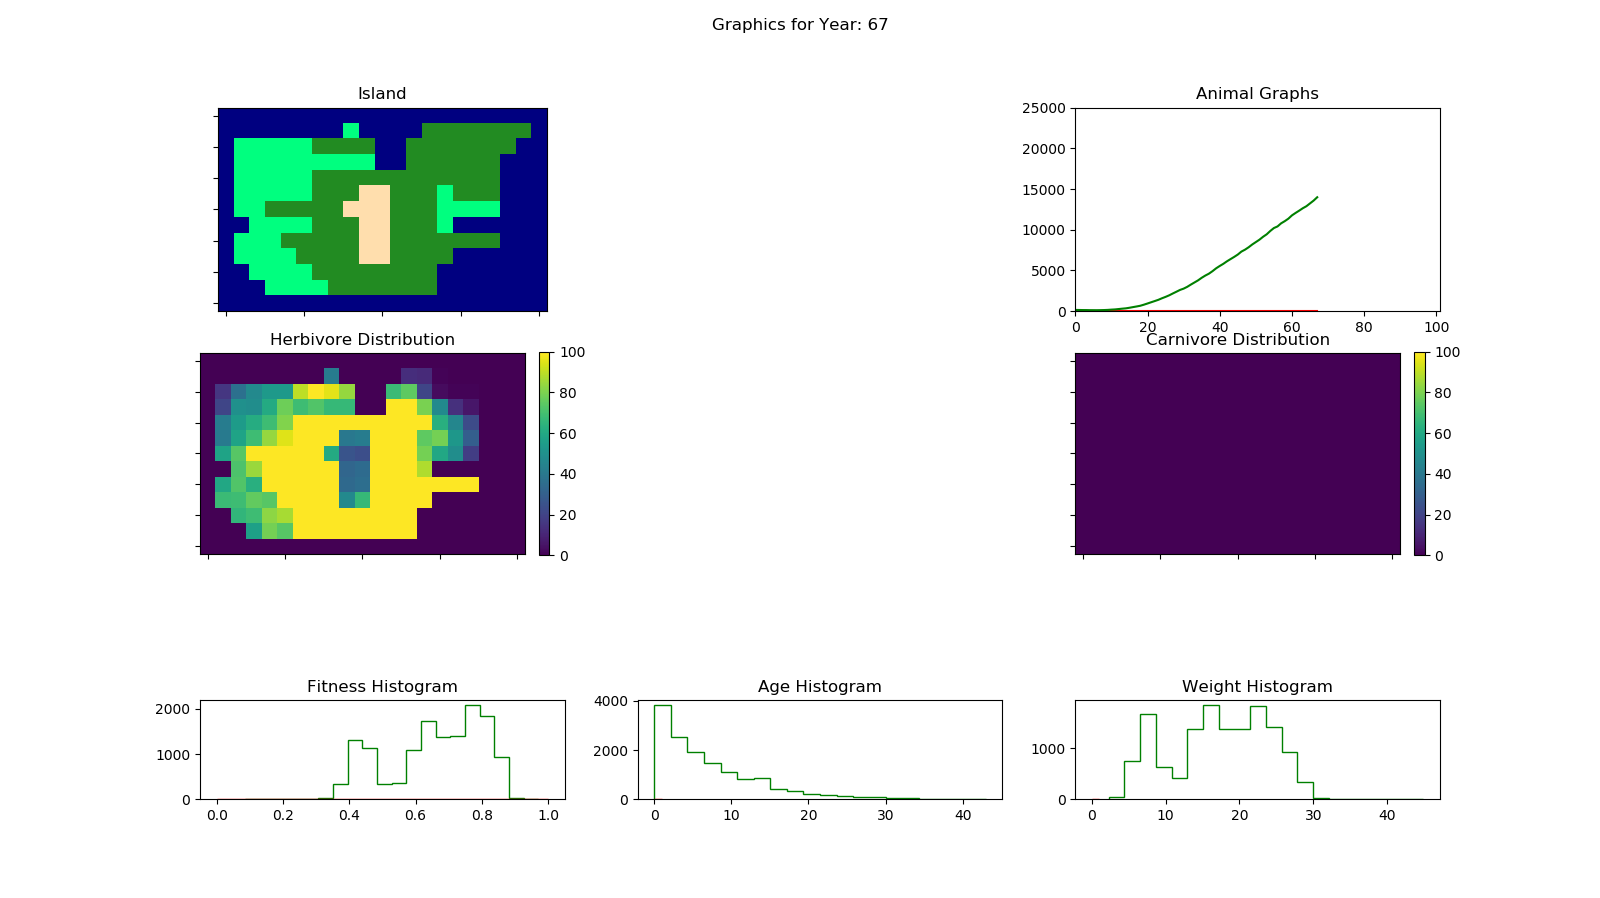 Graphics for Year: 67
Island
Animal Graphs
25000
20000
15000
10000
5000
0
0 20 40 60 80 100
Herbivore Distribution
100
80
60
40
20
0
Carnivore Distribution
100
80
60
40
20
0
Fitness Histogram
2000
1000
0
0.0 0.2 0.4 0.6 0.8 1.0
Age Histogram
4000
2000
0
0 10 20 30 40
Weight Histogram
1000
0
0 10 20 30 40